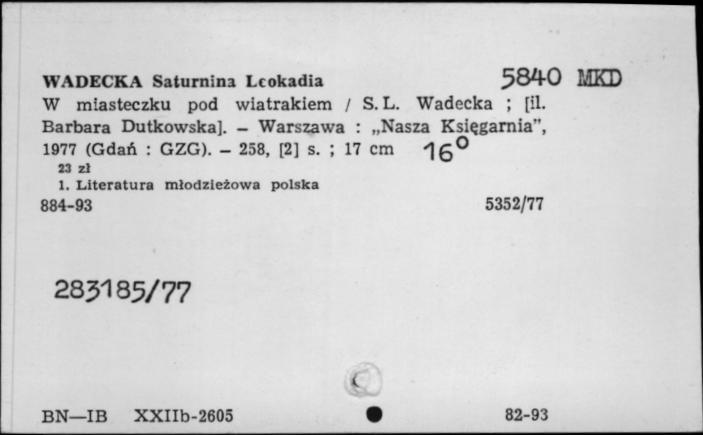 WADECKA Saturnina Leokadia 5840 MKD
W miasteczku pod wiatrakiem / S. L. Wadecka ; [il.
Barbara Dutkowska]. — Warszawa : „Nasza Księgarnia”,
1977 (Gdań : GZG). — 258, [2] s. ; 17 cm 16°
23 zł
1. Literatura młodzieżowa polska
884-93 5352/77
283185/77
BN—IB XXIIb-2605 82-93